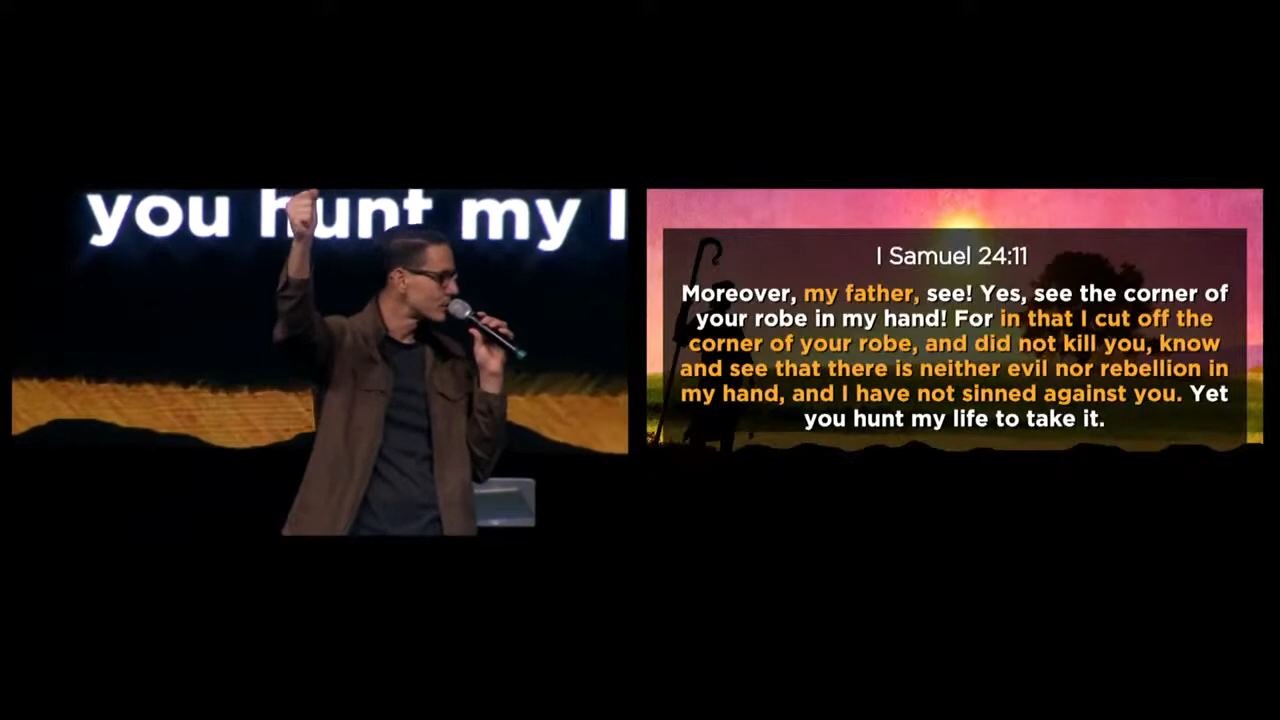 you hunt my l
I Samuel 24:11
Moreover, my father, see! Yes, see the corner of
your robe in my hand! For in that I cut off the
corner of your robe, and did not kill you, know
and see that there is neither evil nor rebellion in
my hand, and I have not sinned against you. Yet
you hunt my life to take it.